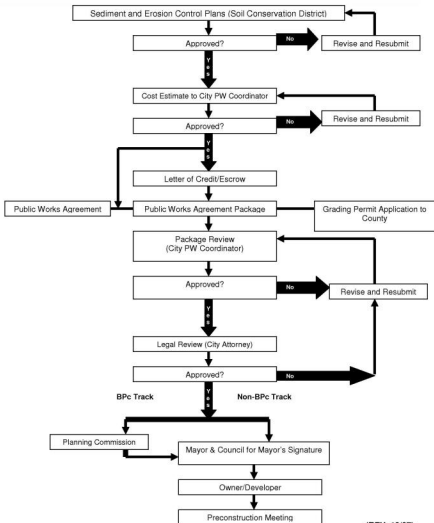 Sediment and Erosion Control Plans (Soil Conservation District)
Approved?
No
Revise and Resubmit
Yes
Cost Estimate to City PW Coordinator
Approved?
No
Revise and Resubmit
Yes
Letter of Credit/Escrow
Public Works Agreement
Public Works Agreement Package
Grading Permit Application to
County
Package Review
(City PW Coordinator)
Approved?
No
Revise and Resubmit
Yes
Legal Review (City Attorney)
Approved?
No
BPc Track
Yes
Non-BPc Track
Planning Commission
Mayor & Council for Mayor's Signature
Owner/Developer
Preconstruction Meeting